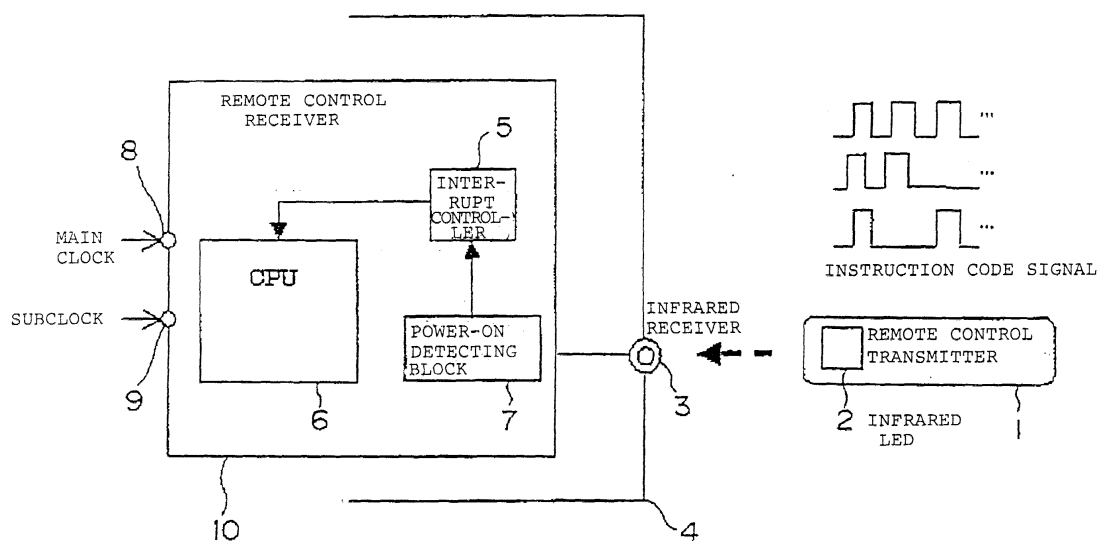 REMOTE CONTROL
RECEIVER
5
8
INTER-
RUPT
CONTROL-
LER
MAIN
CLOCK
CPU
INSTRUCTION CODE SIGNAL
SUBCLOCK
INFRARED
RECEIVER
POWER-ON
DETECTING
BLOCK
REMOTE CONTROL
TRANSMITTER
9
6
7
3
2
INFRARED
LED
1
10
4